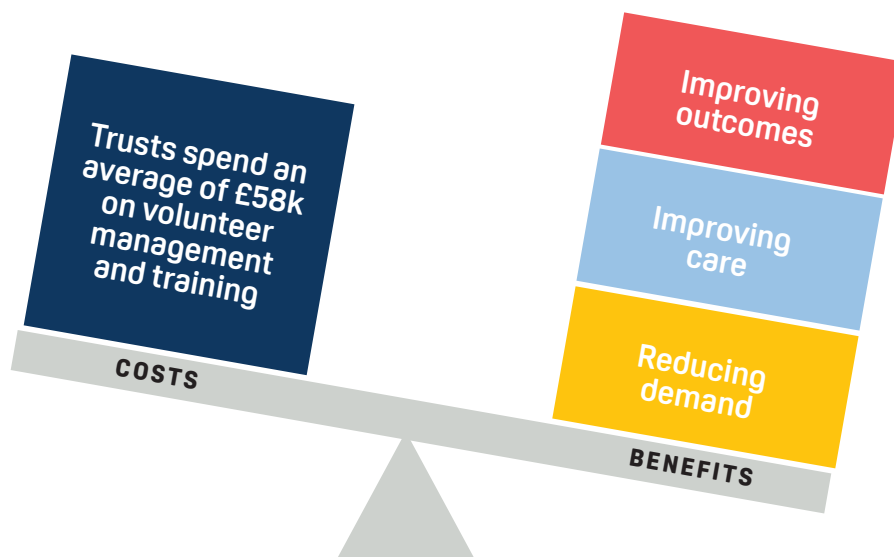 Trusts spend an
average of £58k
on volunteer
management
and training
COSTS
Improving
outcomes
Improving
care
Reducing
demand
BENEFITS